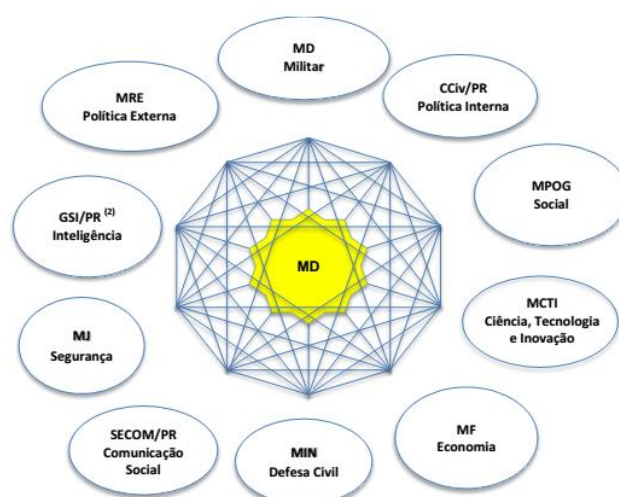 MD
Militar
MRE
Política Externa
CCiv/PR
Política Interna
GSI/PR (2)
Inteligência
MPOG
Social
MD
MJ
Segurança
MCTI
Ciência, Tecnologia
e Inovação
SECOM/PR
Comunicação
Social
MIN
Defesa Civil
MF
Economia